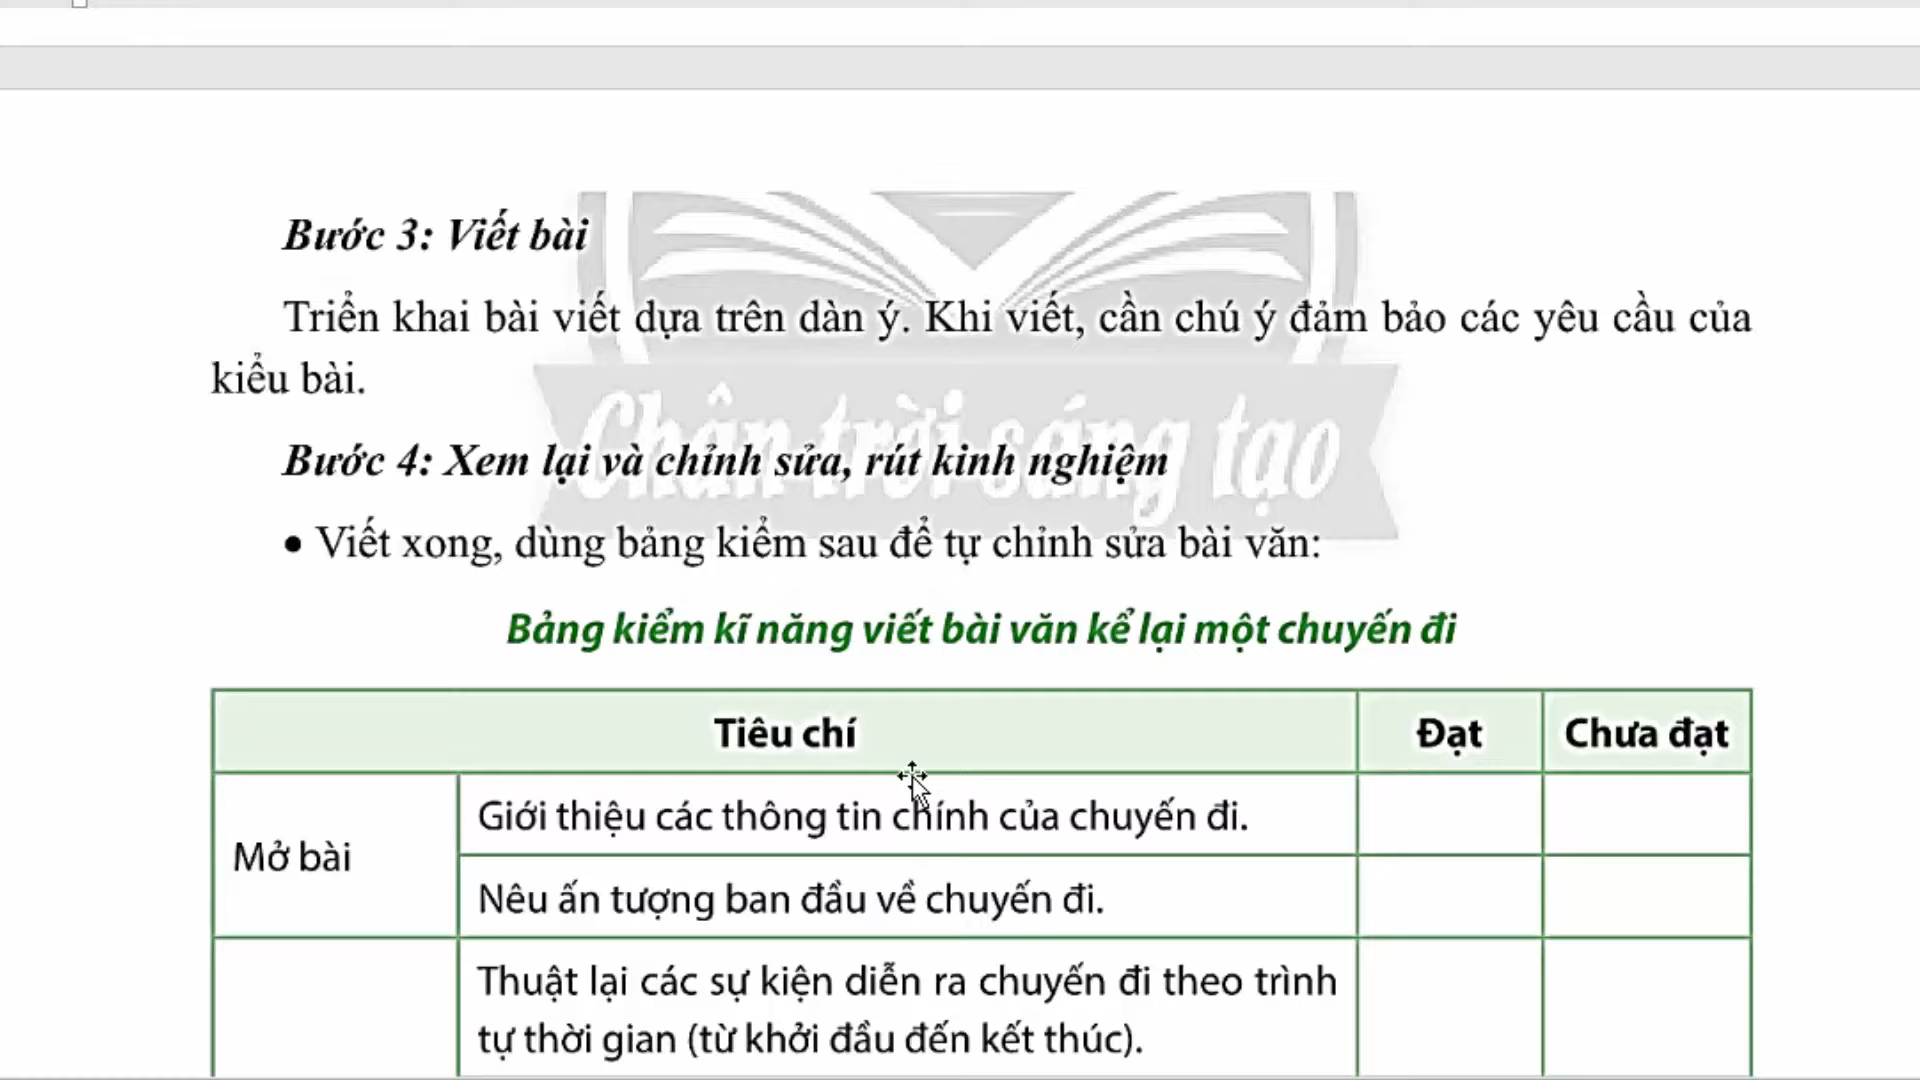 Bước 3: Viết bài
Triển khai bài viết dựa trên dàn ý. Khi viết, cần chú ý đảm bảo các yêu cầu của
kiểu bài.
Chân trời sáng tạo
Bước 4: Xem lại và chỉnh sửa, rút kinh nghiệm
• Viết xong, dùng bảng kiểm sau để tự chỉnh sửa bài văn:
Bảng kiểm kĩ năng viết bài văn kể lại một chuyến đi
Tiêu chí Đạt Chưa đạt
Mở bài
Giới thiệu các thông tin chính của chuyến đi.
Nêu ấn tượng ban đầu về chuyến đi.
Thuật lại các sự kiện diễn ra chuyến đi theo trình
tự thời gian (từ khởi đầu đến kết thúc).